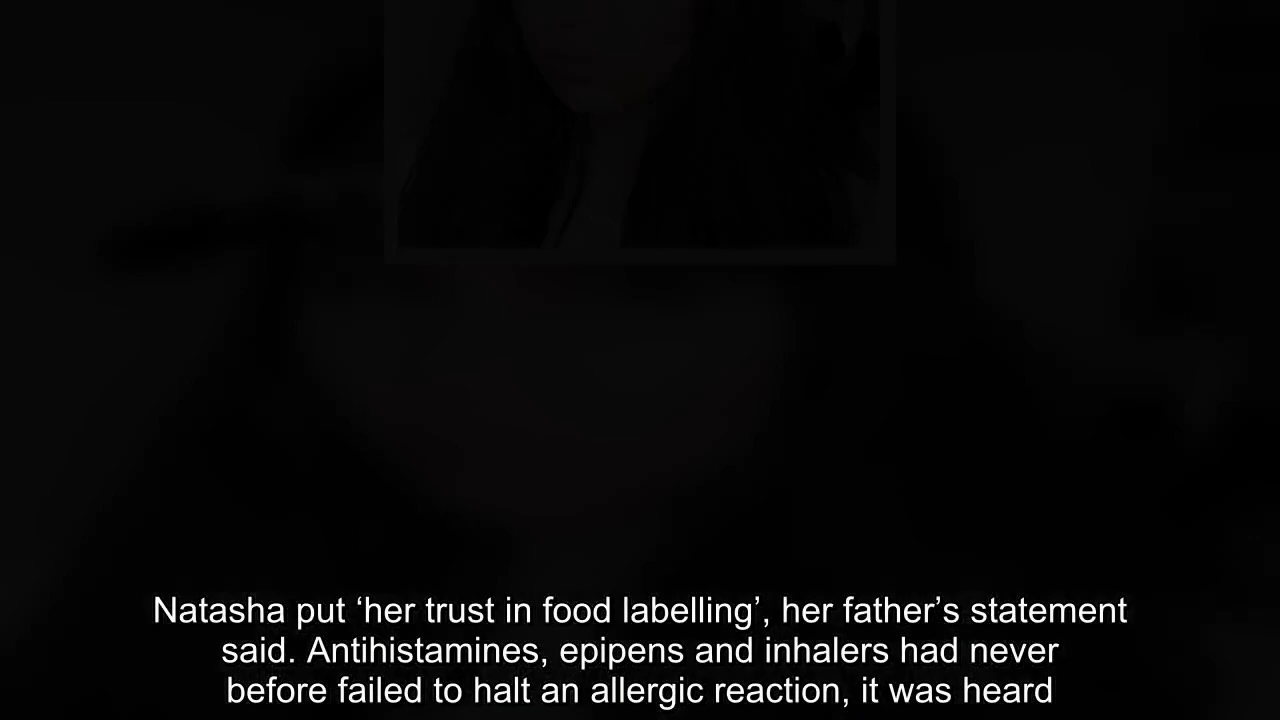 Natasha put ‘her trust in food labelling’, her father’s statement
said. Antihistamines, epipens and inhalers had never
before failed to halt an allergic reaction, it was heard